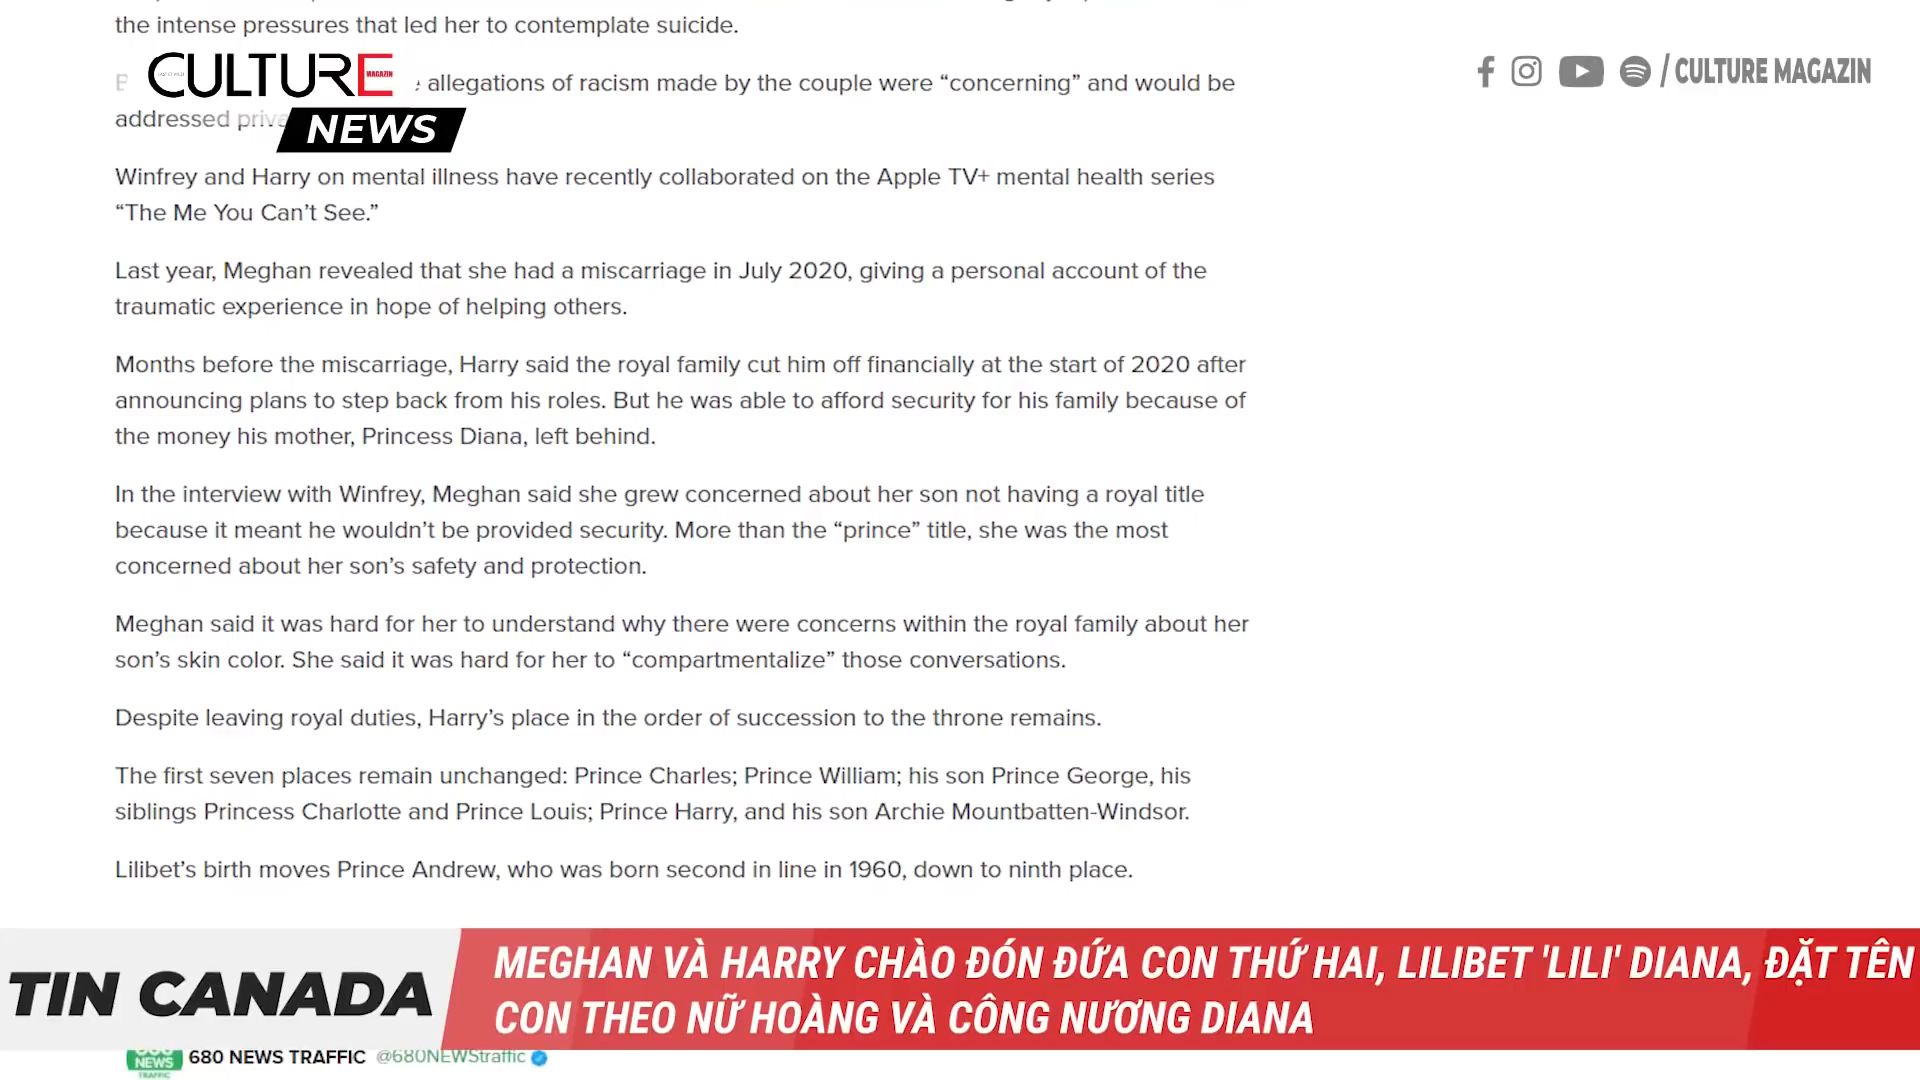 the intense pressures that led her to contemplate suicide.
CULTURE MAGAZIN
allegations of racism made by the couple were “concerning” and would be
/ CULTURE MAGAZIN
addressed
NEWS
Winfrey and Harry on mental illness have recently collaborated on the Apple TV+ mental health series
“The Me You Can’t See.”
Last year, Meghan revealed that she had a miscarriage in July 2020, giving a personal account of the
traumatic experience in hope of helping others.
Months before the miscarriage, Harry said the royal family cut him off financially at the start of 2020 after
announcing plans to step back from his roles. But he was able to afford security for his family because of
the money his mother, Princess Diana, left behind.
In the interview with Winfrey, Meghan said she grew concerned about her son not having a royal title
because it meant he wouldn’t be provided security. More than the “prince” title, she was the most
concerned about her son’s safety and protection.
Meghan said it was hard for her to understand why there were concerns within the royal family about her
son’s skin color. She said it was hard for her to “compartmentalize” those conversations.
Despite leaving royal duties, Harry’s place in the order of succession to the throne remains.
The first seven places remain unchanged: Prince Charles; Prince William; his son Prince George, his
siblings Princess Charlotte and Prince Louis; Prince Harry, and his son Archie Mountbatten-Windsor.
Lilibet’s birth moves Prince Andrew, who was born second in line in 1960, down to ninth place.
TIN CANADA
MEGHAN VÀ HARRY CHÀO ĐÓN ĐỨA CON THỨ HAI, LILIBET 'LILI' DIANA, ĐẶT TÊN
CON THEO NỮ HOÀNG VÀ CÔNG NƯƠNG DIANA
NEWS
TRAFFIC
680 NEWS TRAFFIC @680NEWStraffic